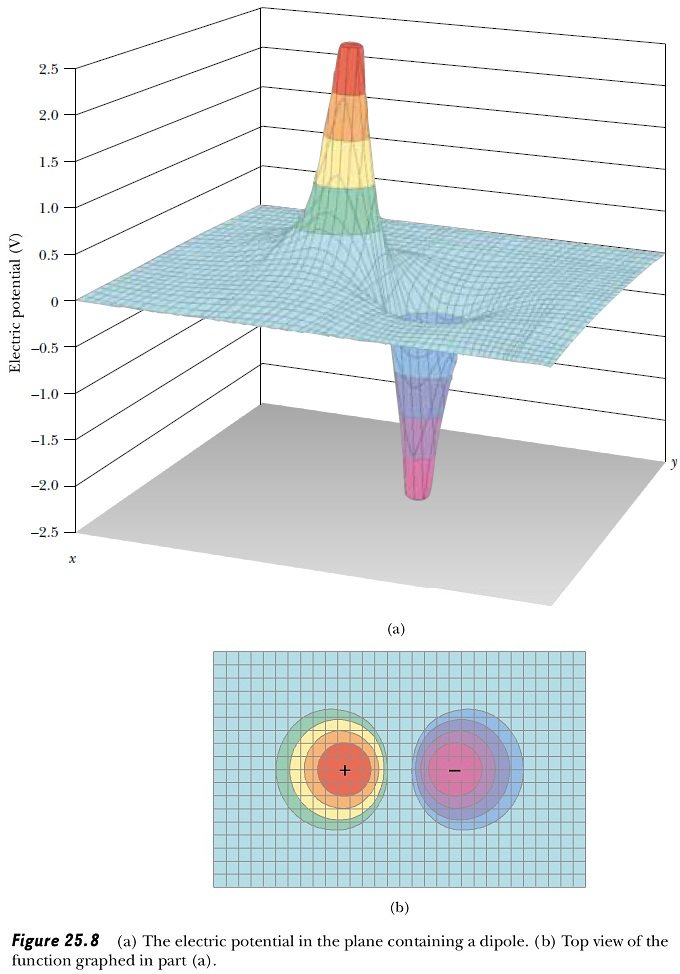 2.5
2.0
1.5
1.0
0.5
0
–0.5
–1.0
–1.5
–2.0
–2.5
Electric potential (V)
x
y
(a)
+
–
(b)
Figure 25.8 (a) The electric potential in the plane containing a dipole. (b) Top view of the
function graphed in part (a).